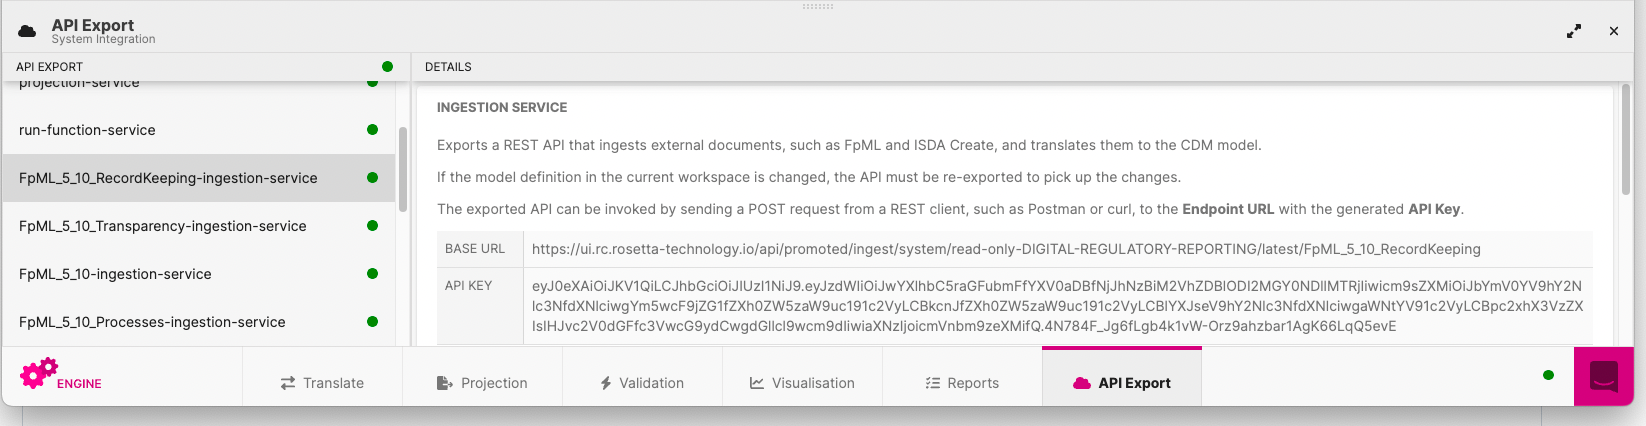 API Export
System Integration
API EXPORT
DETAILS
projection-service
run-function-service
FpML_5_10_RecordKeeping-ingestion-service
FpML_5_10_Transparency-ingestion-service
FpML_5_10-ingestion-service
FpML_5_10_Processes-ingestion-service
INGESTION SERVICE
Exports a REST API that ingests external documents, such as FpML and ISDA Create, and translates them to the CDM model.
If the model definition in the current workspace is changed, the API must be re-exported to pick up the changes.
The exported API can be invoked by sending a POST request from a REST client, such as Postman or curl, to the Endpoint URL with the generated API Key.
BASE URL
https://ui.rc.rosetta-technology.io/api/promoted/ingest/system/read-only-DIGITAL-REGULATORY-REPORTING/latest/FpML_5_10_RecordKeeping
API KEY
eyJ0eXAiOiJKV1QiLCJhbGciOiJIUzI1NiJ9.eyJzdWIiOiJwYXlhbC5raGFubmFfYXV0aDBfNjJhNzBiM2VhZDBlODI2MGY0NDllMTRjIiwicm9sZXMiOiJbYmV0YV9hY2N
lc3NfdXNlciwgYm5wcF9jZG1fZXh0ZW5zaW9uc191c2VyLCBkcnJfZXh0ZW5zaW9uc191c2VyLCBlYXJseV9hY2Nlc3NfdXNlciwgaWNtYV91c2VyLCBpc2xhX3VzZX
IsIHJvc2V0dGFfc3VwcG9ydCwgdGllcl9wcm9dIiwiaXNzIjoicmVnbm9zeXMifQ.4N784F_Jg6fLgb4k1vW-Orz9ahzbar1AgK66LqQ5evE
ENGINE
Translate
Projection
Validation
Visualisation
Reports
API Export